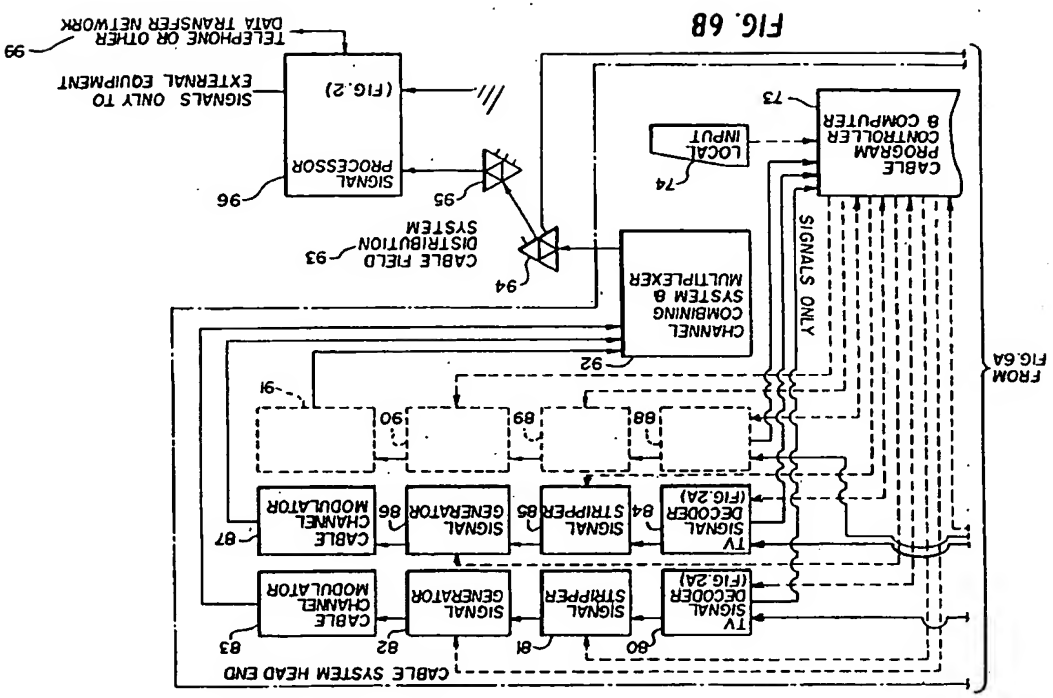 CABLE SYSTEM HEAD END
80
TV
SIGNAL
DECODER
(FIG.2A)
81
SIGNAL
STRIPPER
82
SIGNAL
GENERATOR
83
CABLE
CHANNEL
MODULATOR
84
TV
SIGNAL
DECODER
(FIG.2A)
85
SIGNAL
STRIPPER
86
SIGNAL
GENERATOR
87
CABLE
CHANNEL
MODULATOR
88
89
90
91
FROM
FIG.6A
92
CHANNEL
COMBINING
SYSTEM &
MULTIPLEXER
SIGNALS ONLY
73
CABLE
PROGRAM
CONTROLLER
& COMPUTER
74
LOCAL
INPUT
94
CABLE FIELD
DISTRIBUTION
SYSTEM
93
95
96
SIGNAL
PROCESSOR
(FIG.2)
SIGNALS ONLY TO
EXTERNAL EQUIPMENT
TELEPHONE OR OTHER
DATA TRANSFER NETWORK
99
FIG. 6B